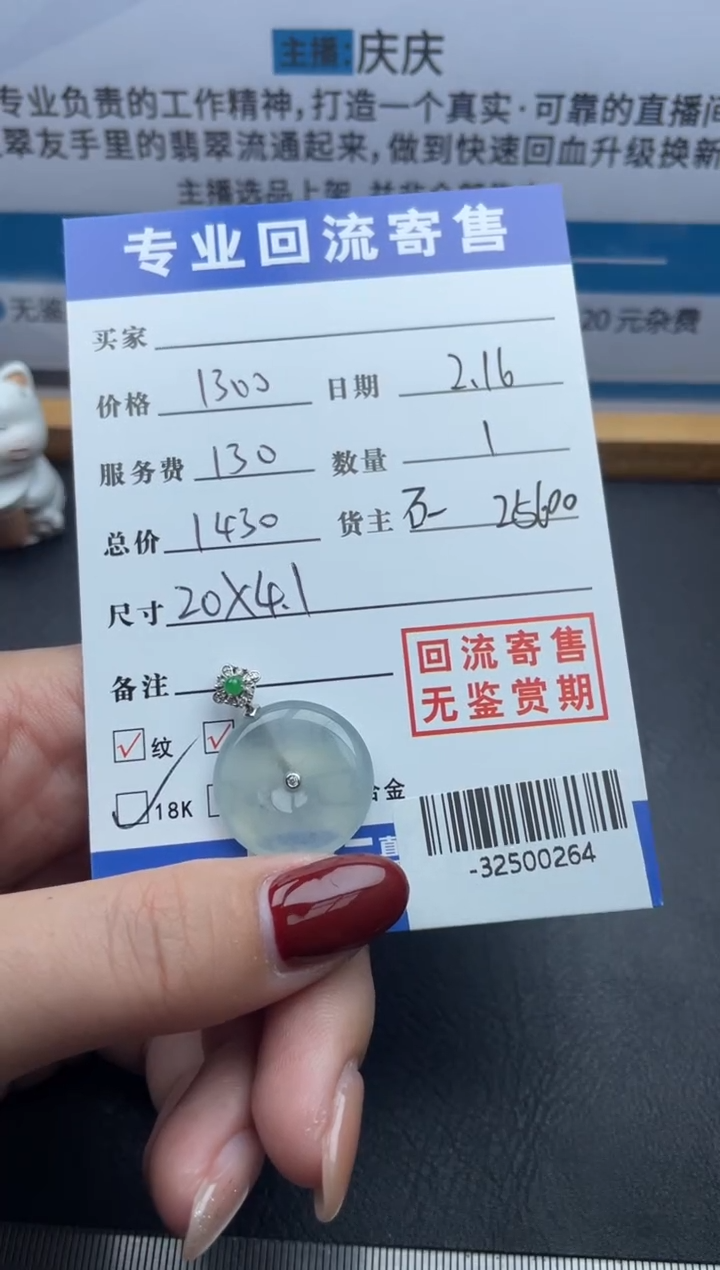 主播:庆庆
专业负责的工作精神,打造一个真实·可靠的直播间
翠友手里的翡翠流通起来,做到快速回血升级换新
主播选品上架
无鉴
20元杂费
专业回流寄售
买家
价格 1300 日期 2.16
服务费 130 数量 1
总价 1430 货主 25600
尺寸 20X4.1
备注
回流寄售
无鉴赏期
纹
18K 合金
-32500264